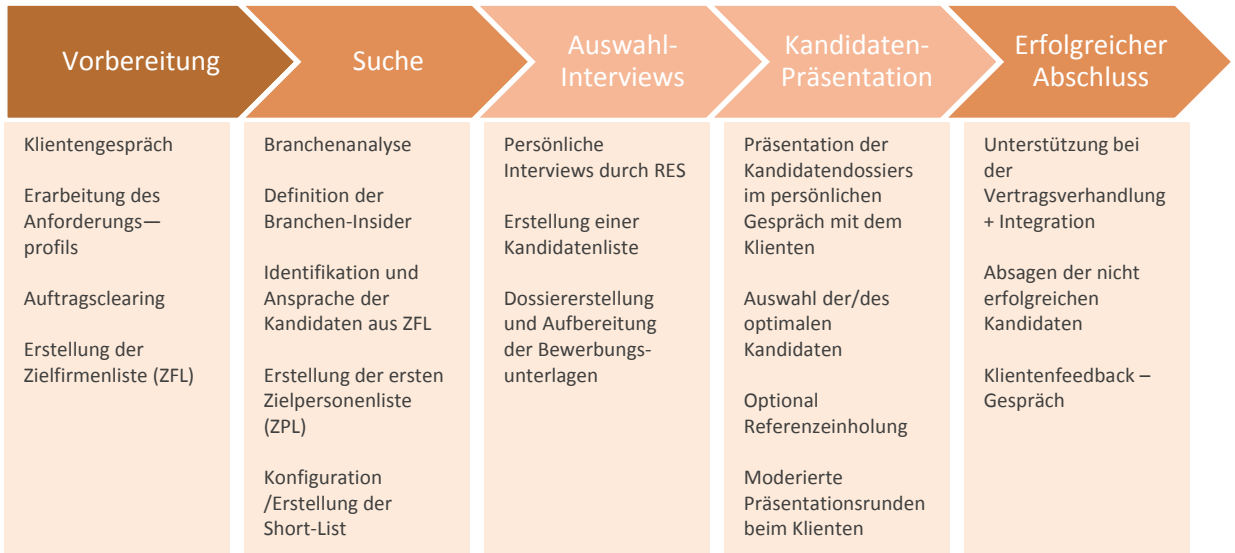 Vorbereitung
Suche
Auswahl-
Interviews
Kandidaten-
Präsentation
Erfolgreicher
Abschluss
Klientengespräch
Erarbeitung des
Anforderungs—
profils
Auftragsclearing
Erstellung der
Zielfirmenliste (ZFL)
Branchenanalyse
Definition der
Branchen-Insider
Identifikation und
Ansprache der
Kandidaten aus ZFL
Erstellung der ersten
Zielpersonenliste
(ZPL)
Konfiguration
/Erstellung der
Short-List
Persönliche
Interviews durch RES
Erstellung einer
Kandidatenliste
Dossiererstellung
und Aufbereitung
der Bewerbungs-
unterlagen
Präsentation der
Kandidatendossiers
im persönlichen
Gespräch mit dem
Klienten
Auswahl der/des
optimalen
Kandidaten
Optional
Referenzeinholung
Moderierte
Präsentationsrunden
beim Klienten
Unterstützung bei
der
Vertragsverhandlung
+ Integration
Absagen der nicht
erfolgreichen
Kandidaten
Klientenfeedback –
Gespräch